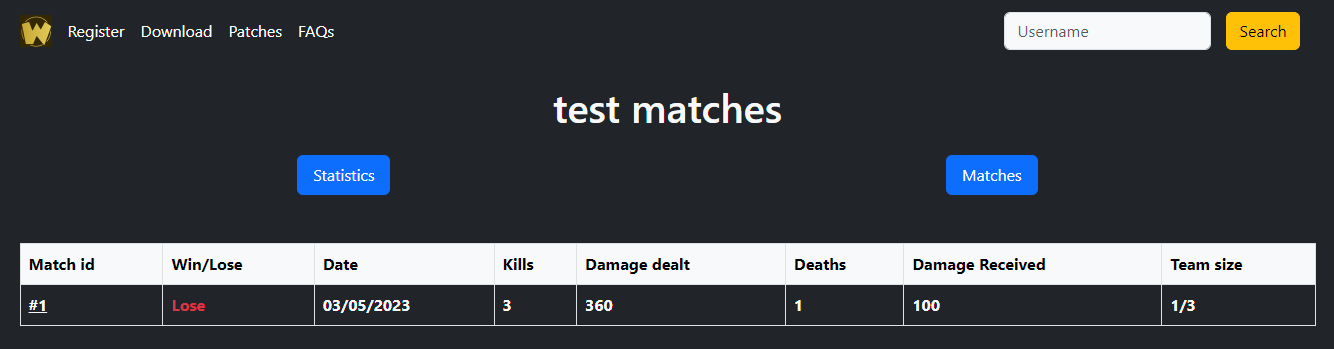 W Register Download Patches FAQs Username Search
test matches
Statistics Matches
Match id Win/Lose Date Kills Damage dealt Deaths Damage Received Team size
#1 Lose 03/05/2023 3 360 1 100 1/3